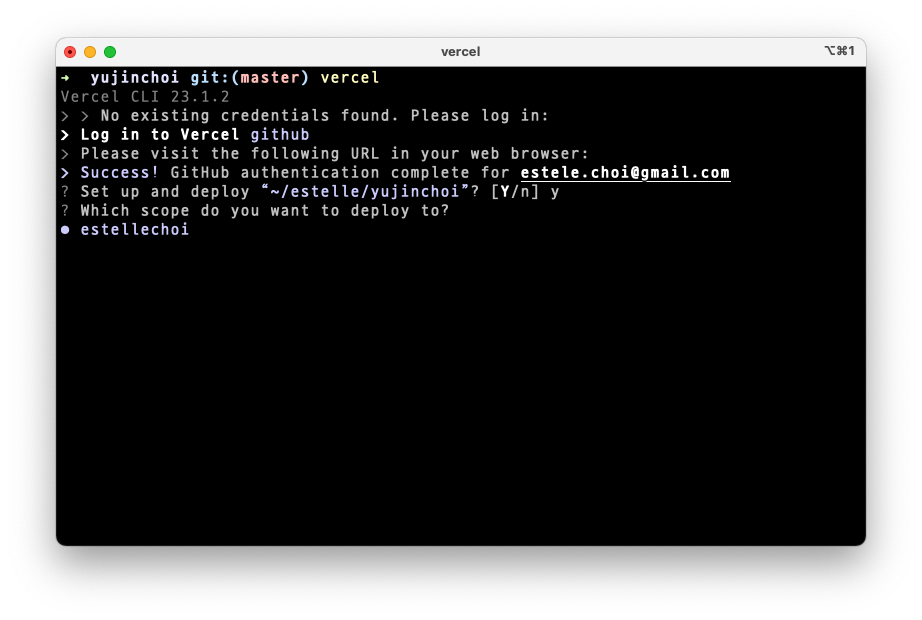 vercel
⌥⌘1
➜ yujinchoi git:(master) vercel
Vercel CLI 23.1.2
> > No existing credentials found. Please log in:
> Log in to Vercel github
> Please visit the following URL in your web browser:
> Success! GitHub authentication complete for estele.choi@gmail.com
? Set up and deploy “~/estelle/yujinchoi”? [Y/n] y
? Which scope do you want to deploy to?
● estellechoi